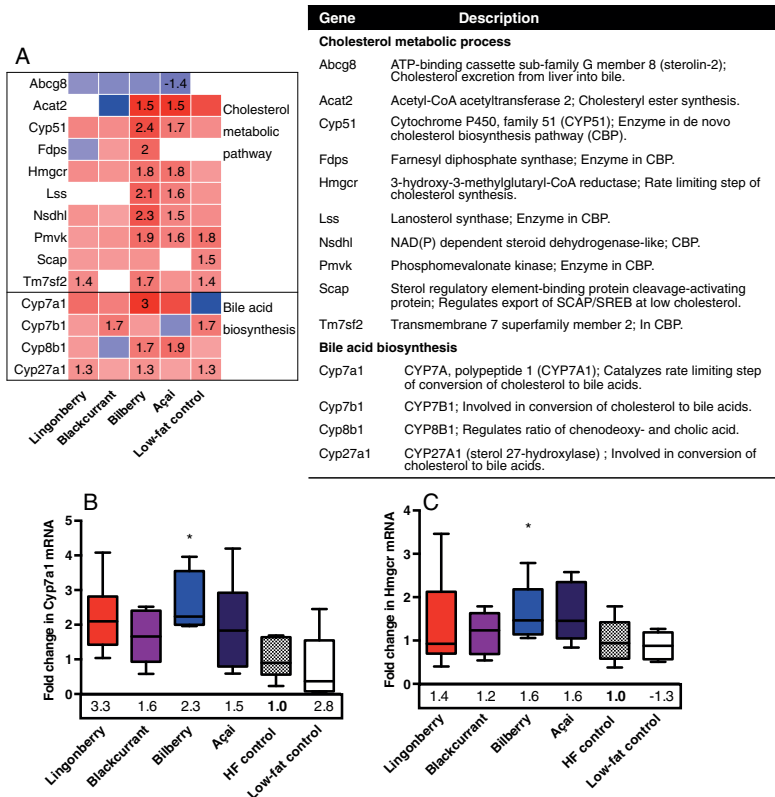 A
Abcg8 -1.4
Acat2 1.5 1.5
Cyp51 2.4 1.7
Fdps 2
Hmgcr 1.8 1.8
Lss 2.1 1.6
Nsdhl 2.3 1.5
Pmvk 1.9 1.6 1.8
Scap 1.5
Tm7sf2 1.4 1.7 1.4
Cholesterol
metabolic
pathway
Cyp7a1 3
Cyp7b1 1.7 1.7
Cyp8b1 1.7 1.9
Cyp27a1 1.3 1.3 1.3
Bile acid
biosynthesis
Lingonberry
Blackcurrant
Bilberry
Açai
Low-fat control
Gene Description
Cholesterol metabolic process
Abcg8 ATP-binding cassette sub-family G member 8 (sterolin-2);
Cholesterol excretion from liver into bile.
Acat2 Acetyl-CoA acetyltransferase 2; Cholesteryl ester synthesis.
Cyp51 Cytochrome P450, family 51 (CYP51); Enzyme in de novo
cholesterol biosynthesis pathway (CBP).
Fdps Farnesyl diphosphate synthase; Enzyme in CBP.
Hmgcr 3-hydroxy-3-methylglutaryl-CoA reductase; Rate limiting step of
cholesterol synthesis.
Lss Lanosterol synthase; Enzyme in CBP.
Nsdhl NAD(P) dependent steroid dehydrogenase-like; CBP.
Pmvk Phosphomevalonate kinase; Enzyme in CBP.
Scap Sterol regulatory element-binding protein cleavage-activating
protein; Regulates export of SCAP/SREB at low cholesterol.
Tm7sf2 Transmembrane 7 superfamily member 2; In CBP.
Bile acid biosynthesis
Cyp7a1 CYP7A, polypeptide 1 (CYP7A1); Catalyzes rate limiting step
of conversion of cholesterol to bile acids.
Cyp7b1 CYP7B1; Involved in conversion of cholesterol to bile acids.
Cyp8b1 CYP8B1; Regulates ratio of chenodeoxy- and cholic acid.
Cyp27a1 CYP27A1 (sterol 27-hydroxylase) ; Involved in conversion of
cholesterol to bile acids.
B
Fold change in Cyp7a1 mRNA
5
4
3
2
1
0
*
3.3 1.6 2.3 1.5 1.0 2.8
Lingonberry
Blackcurrant
Bilberry
Açai
HF control
Low-fat control
C
Fold change in Hmgcr mRNA
4
3
2
1
0
*
1.4 1.2 1.6 1.6 1.0 -1.3
Lingonberry
Blackcurrant
Bilberry
Açai
HF control
Low-fat control